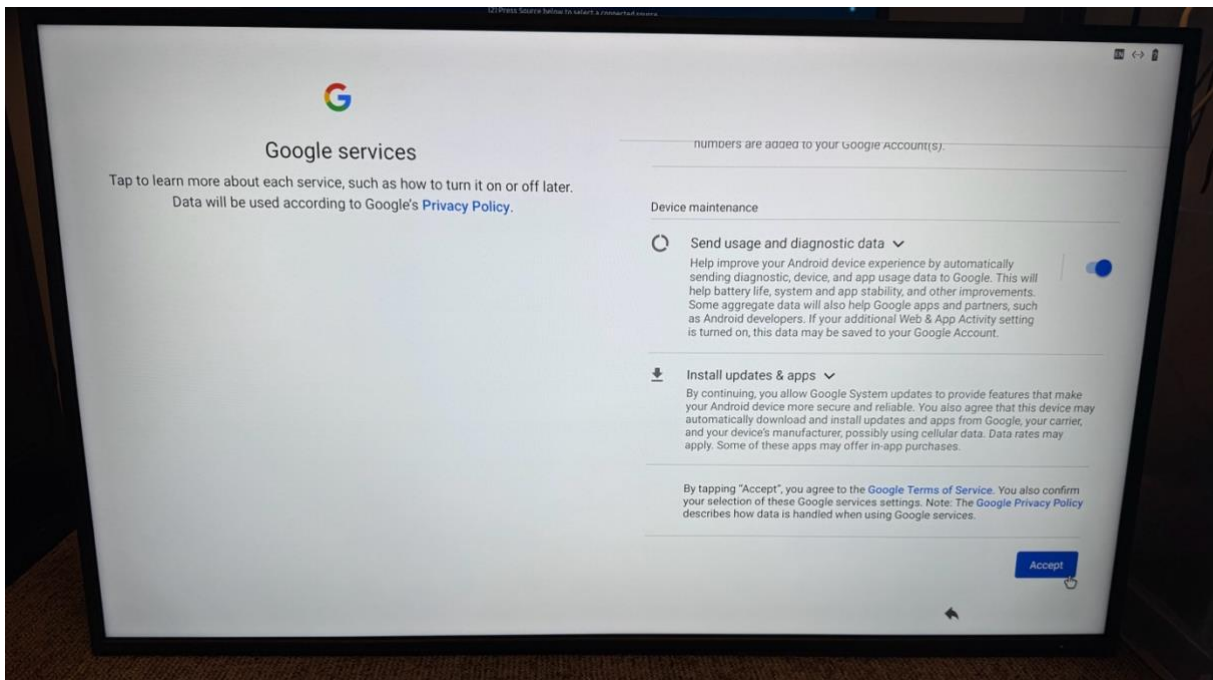 (2) Press Source below to select a connected source
Google services
Tap to learn more about each service, such as how to turn it on or off later.
Data will be used according to Google's Privacy Policy.
numbers are added to your Google Account(s).
Device maintenance
Send usage and diagnostic data
Help improve your Android device experience by automatically
sending diagnostic, device, and app usage data to Google. This will
help battery life, system and app stability, and other improvements.
Some aggregate data will also help Google apps and partners, such
as Android developers. If your additional Web & App Activity setting
is turned on, this data may be saved to your Google Account.
Install updates & apps
By continuing, you allow Google System updates to provide features that make
your Android device more secure and reliable. You also agree that this device may
automatically download and install updates and apps from Google, your carrier,
and your device's manufacturer, possibly using cellular data. Data rates may
apply. Some of these apps may offer in-app purchases.
By tapping "Accept", you agree to the Google Terms of Service. You also confirm
your selection of these Google services settings. Note: The Google Privacy Policy
describes how data is handled when using Google services.
Accept